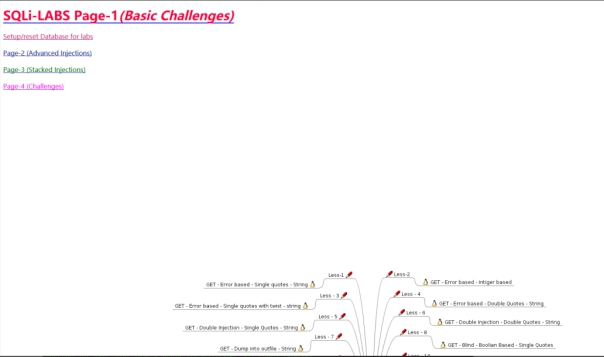 SQLi-LABS Page-1(Basic Challenges)
Setup/reset Database for labs
Page-2 (Advanced Injections)
Page-3 (Stacked Injections)
Page-4 (Challenges)
Less-1
Less-2
GET - Error based - Single quotes - String
GET - Error based - Intiger based
Less - 3
Less - 4
GET - Error based - Single quotes with twist - string
GET - Error based - Double Quotes - String
Less - 5
Less - 6
GET - Double Injection - Single Quotes - String
GET - Double Injection - Double Quotes - String
Less - 7
Less - 8
GET - Dump into outfile - String
GET - Blind - Boolian Based - Single Quotes